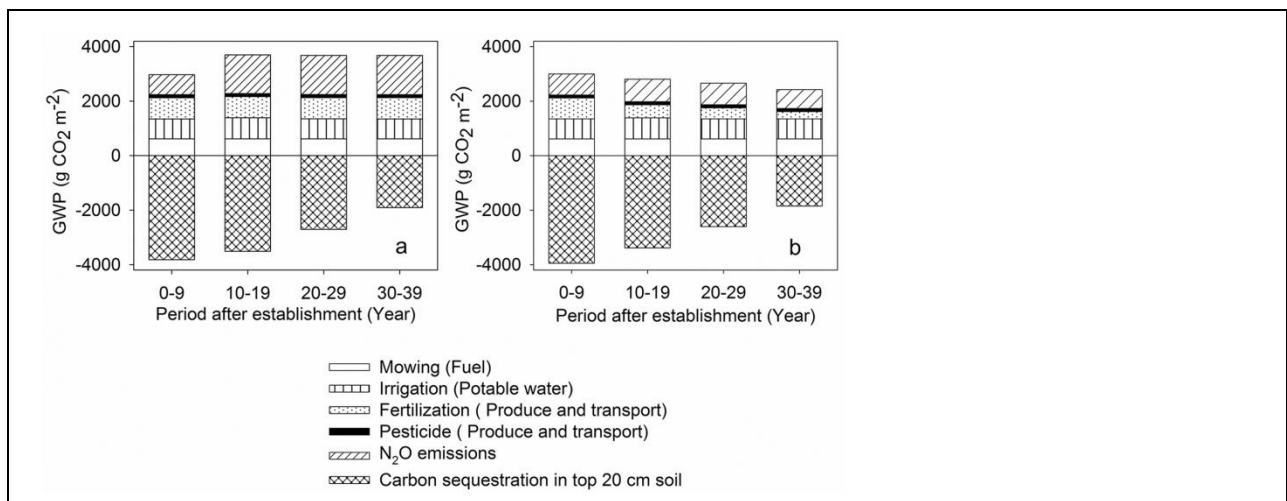 4000
2000
0
-2000
-4000
GWP (g CO2 m-2)
a
0-9 10-19 20-29 30-39
Period after establishment (Year)
4000
2000
0
-2000
-4000
GWP (g CO2 m-2)
b
0-9 10-19 20-29 30-39
Period after establishment (Year)
Mowing (Fuel)
Irrigation (Potable water)
Fertilization ( Produce and transport)
Pesticide ( Produce and transport)
N2O emissions
Carbon sequestration in top 20 cm soil